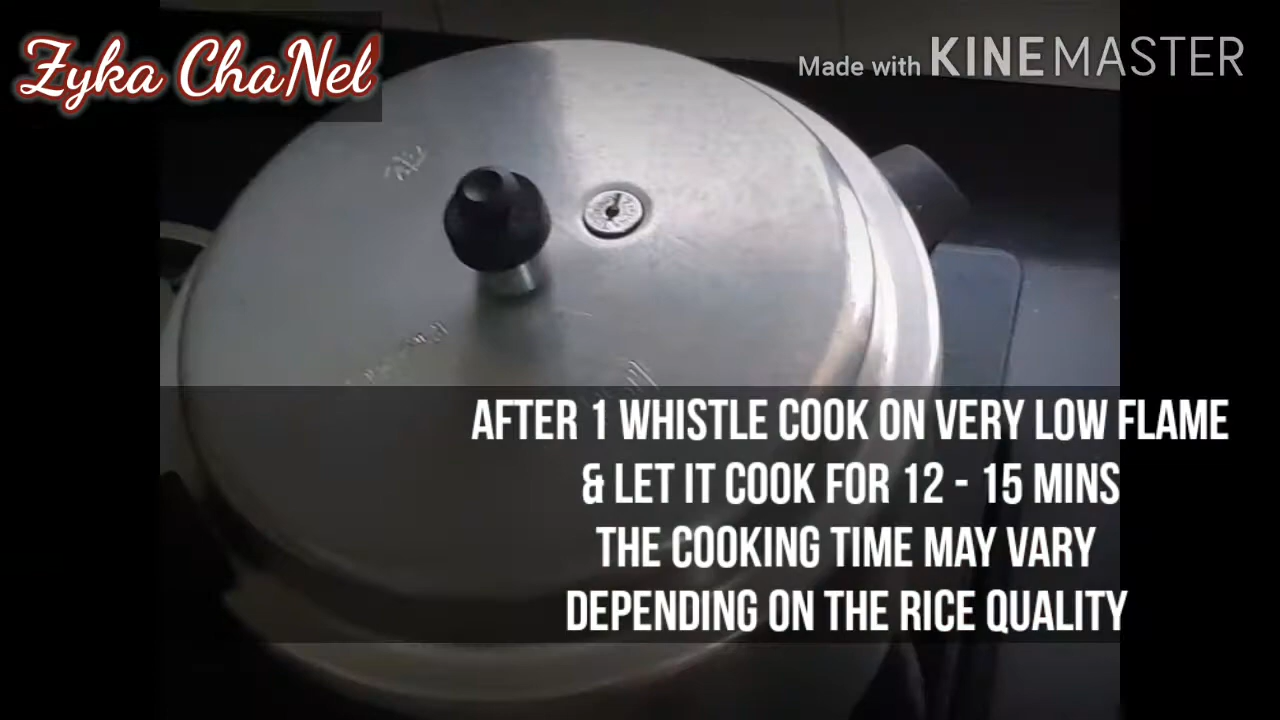 Zyka ChaNel
Made with KINEMASTER
AFTER 1 WHISTLE COOK ON VERY LOW FLAME
& LET IT COOK FOR 12 - 15 MINS
THE COOKING TIME MAY VARY
DEPENDING ON THE RICE QUALITY